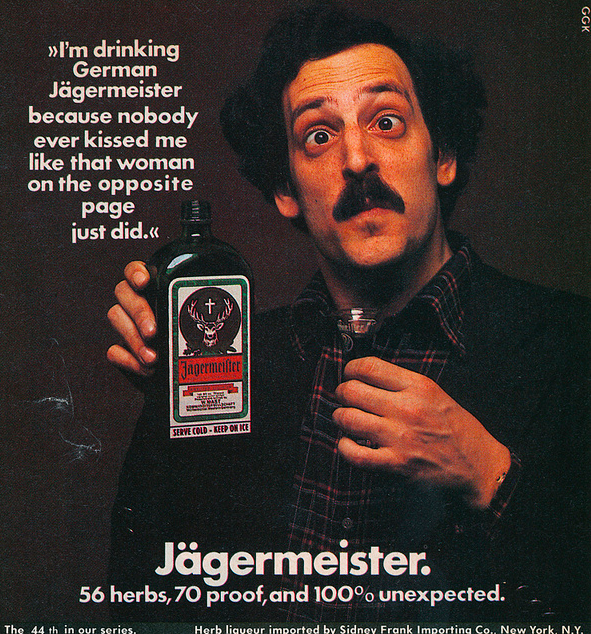 GGK
»I'm drinking
German
Jägermeister
because nobody
ever kissed me
like that woman
on the opposite
page
just did.«
Jägermeister
W. MAST
SERVE COLD - KEEP ON ICE
Jägermeister.
56 herbs, 70 proof, and 100% unexpected.
The 44th in our series. Herb liqueur imported by Sidney Frank Importing Co., New York, N.Y.